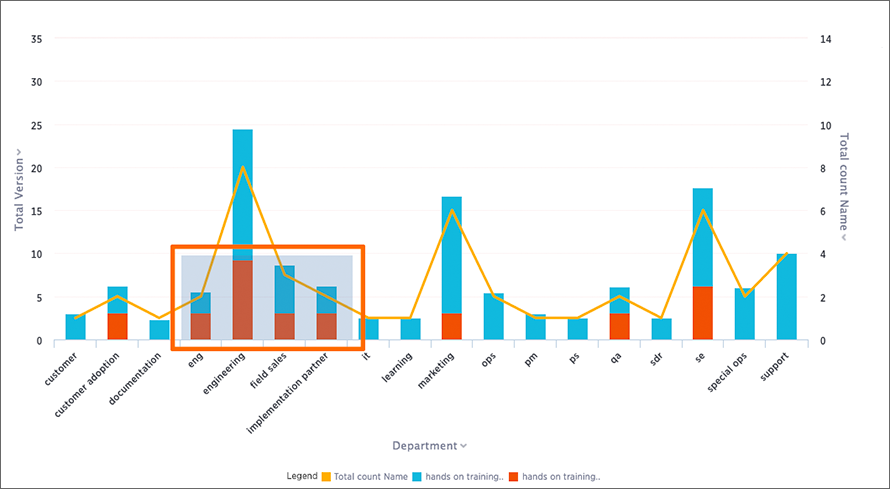 35
30
25
20
15
10
5
0
14
12
10
8
6
4
2
0
Total Version
Total count Name
customer
customer adoption
documentation
eng
engineering
field sales
implementation partner
it
learning
marketing
ops
pm
ps
qa
sdr
se
special ops
support
Department
Legend Total count Name hands on training.. hands on training..